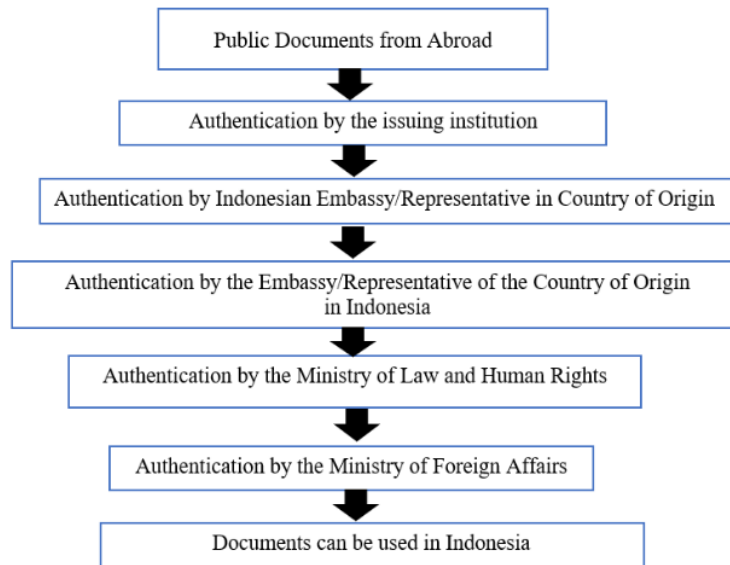 Public Documents from Abroad
Authentication by the issuing institution
Authentication by Indonesian Embassy/Representative in Country of Origin
Authentication by the Embassy/Representative of the Country of Origin
in Indonesia
Authentication by the Ministry of Law and Human Rights
Authentication by the Ministry of Foreign Affairs
Documents can be used in Indonesia